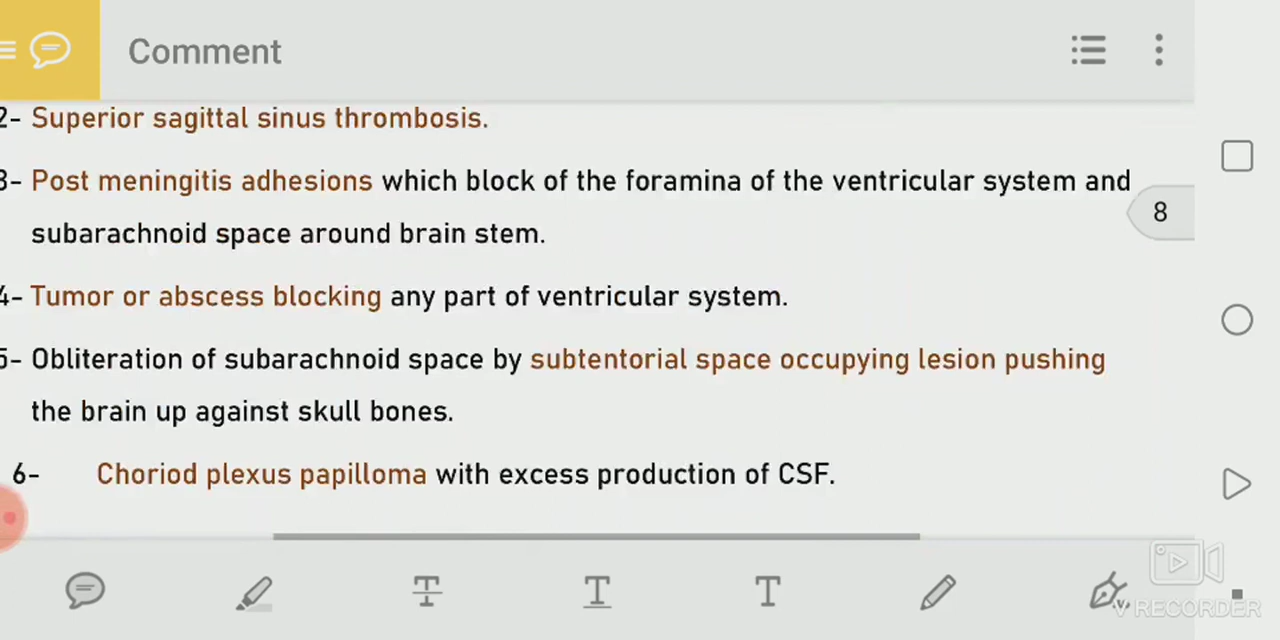 Comment
2- Superior sagittal sinus thrombosis.
3- Post meningitis adhesions which block of the foramina of the ventricular system and
8
subarachnoid space around brain stem.
4- Tumor or abscess blocking any part of ventricular system.
5- Obliteration of subarachnoid space by subtentorial space occupying lesion pushing
the brain up against skull bones.
6- Choriod plexus papilloma with excess production of CSF.
T T T
V RECORDER